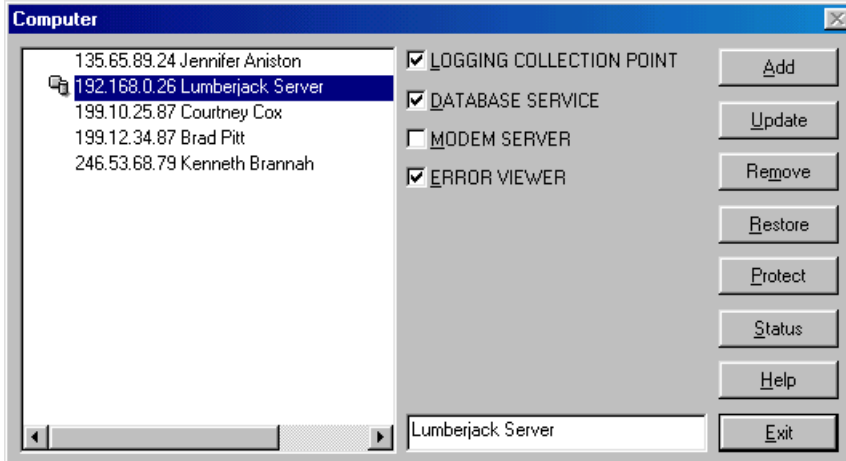 Computer
135.65.89.24 Jennifer Aniston
192.168.0.26 Lumberjack Server
199.10.25.87 Courtney Cox
199.12.34.87 Brad Pitt
246.53.68.79 Kenneth Brannah
LOGGING COLLECTION POINT
DATABASE SERVICE
MODEM SERVER
ERROR VIEWER
Lumberjack Server
Add
Update
Remove
Restore
Protect
Status
Help
Exit